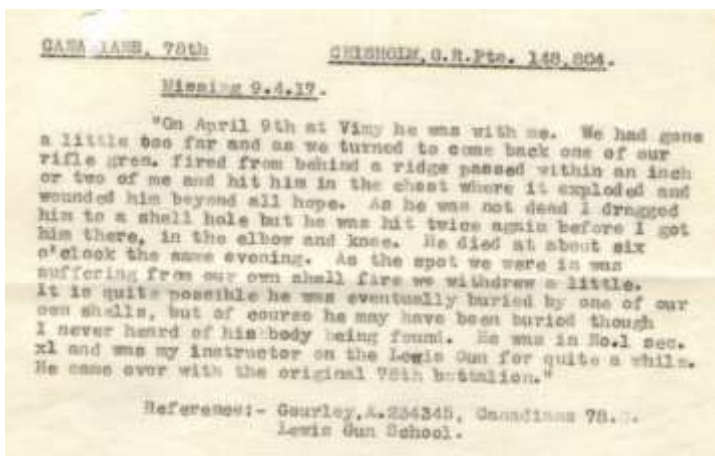 CANADIANS, 78th CHISHOLM, G.R. Pte. 148,804.
Missing 9.4.17.
"On April 9th at Vimy he was with me. We had gone
a little too far and as we turned to come back one of our
rifle gren. fired from behind a ridge passed within an inch
or two of me and hit him in the chest where it exploded and
wounded him beyond all hope. As he was not dead I dragged
him to a shell hole but he was hit twice again before I got
him there, in the elbow and knee. He died at about six
o'clock the same evening. As the spot we were in was
suffering from our own shell fire we withdrew a little.
It is quite possible he was eventually buried by one of our
own shells, but of course he may have been buried though
I never heard of his body being found. He was in No.1 sec.
xl and was my instructor on the Lewis Gun for quite a while.
He came over with the original 78th battalion."
Reference:- Gourley, A. 234345, Canadians 78.
Lewis Gun School.